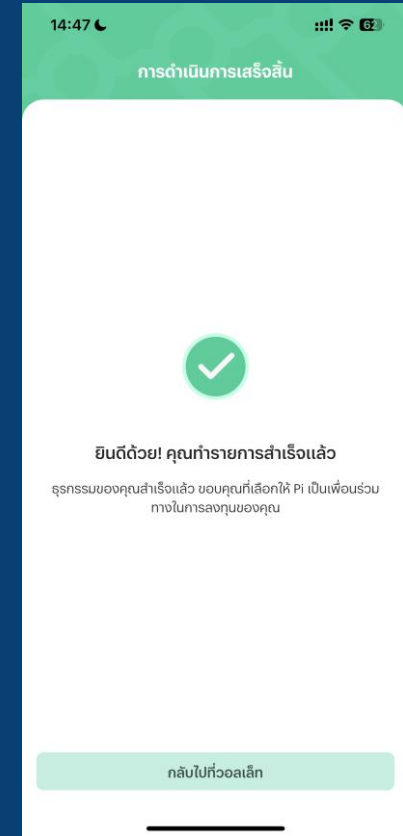 14:47
62
การดำเนินการเสร็จสิ้น
ยินดีด้วย! คุณทำรายการสำเร็จแล้ว
ธุรกรรมของคุณสำเร็จแล้ว ขอบคุณที่เลือกให้ Pi เป็นเพื่อนร่วม
ทางในการลงทุนของคุณ
กลับไปที่วอลเล็ท